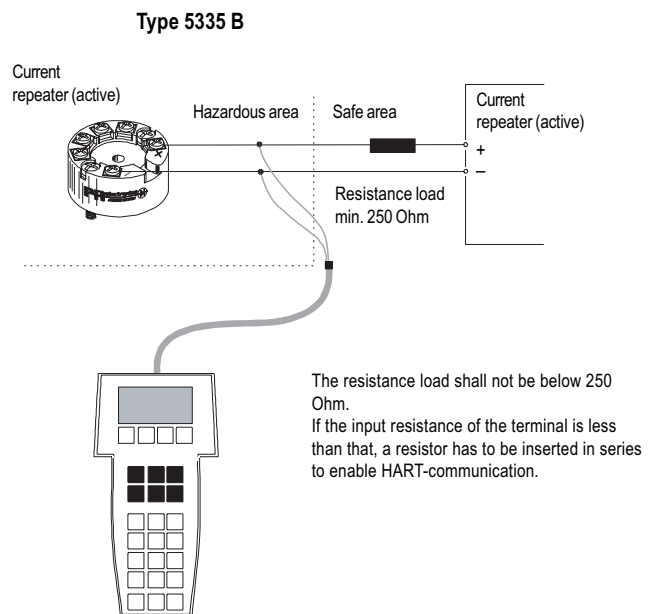 Type 5335 B
Current
repeater (active)
Hazardous area
Safe area
Current
repeater (active)
+
–
Resistance load
min. 250 Ohm
The resistance load shall not be below 250
Ohm.
If the input resistance of the terminal is less
than that, a resistor has to be inserted in series
to enable HART-communication.